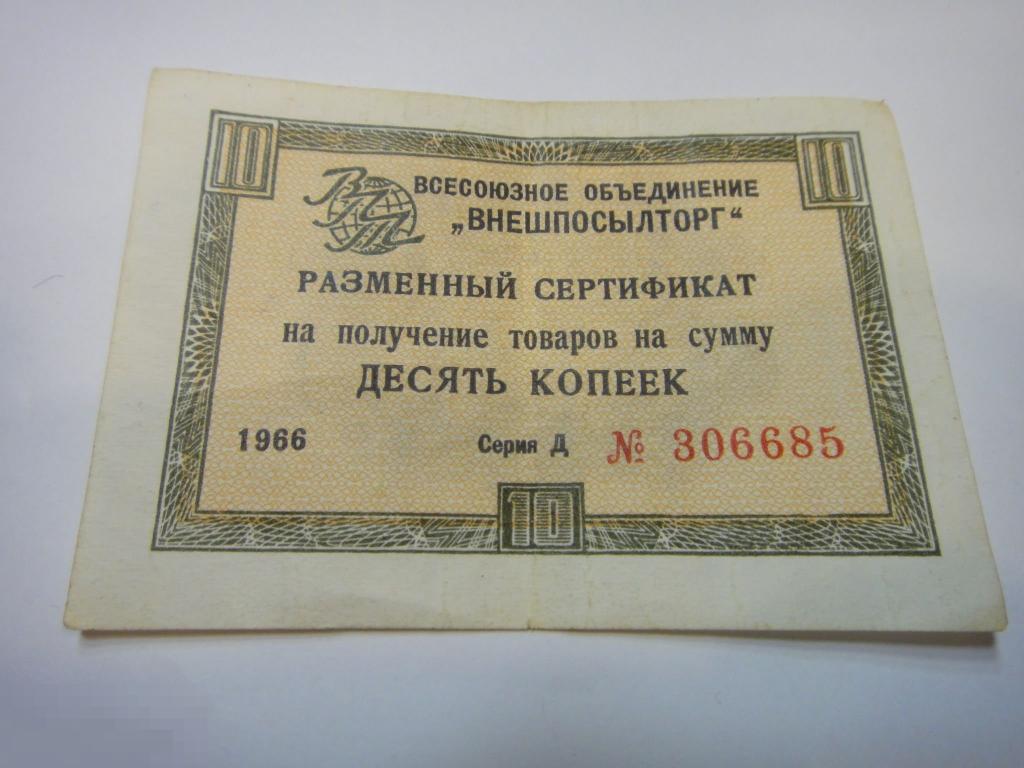 10 10
ВПТ
ВСЕСОЮЗНОЕ ОБЪЕДИНЕНИЕ
„ВНЕШПОСЫЛТОРГ“
РАЗМЕННЫЙ СЕРТИФИКАТ
на получение товаров на сумму
ДЕСЯТЬ КОПЕЕК
1966 Серия Д № 306685
10